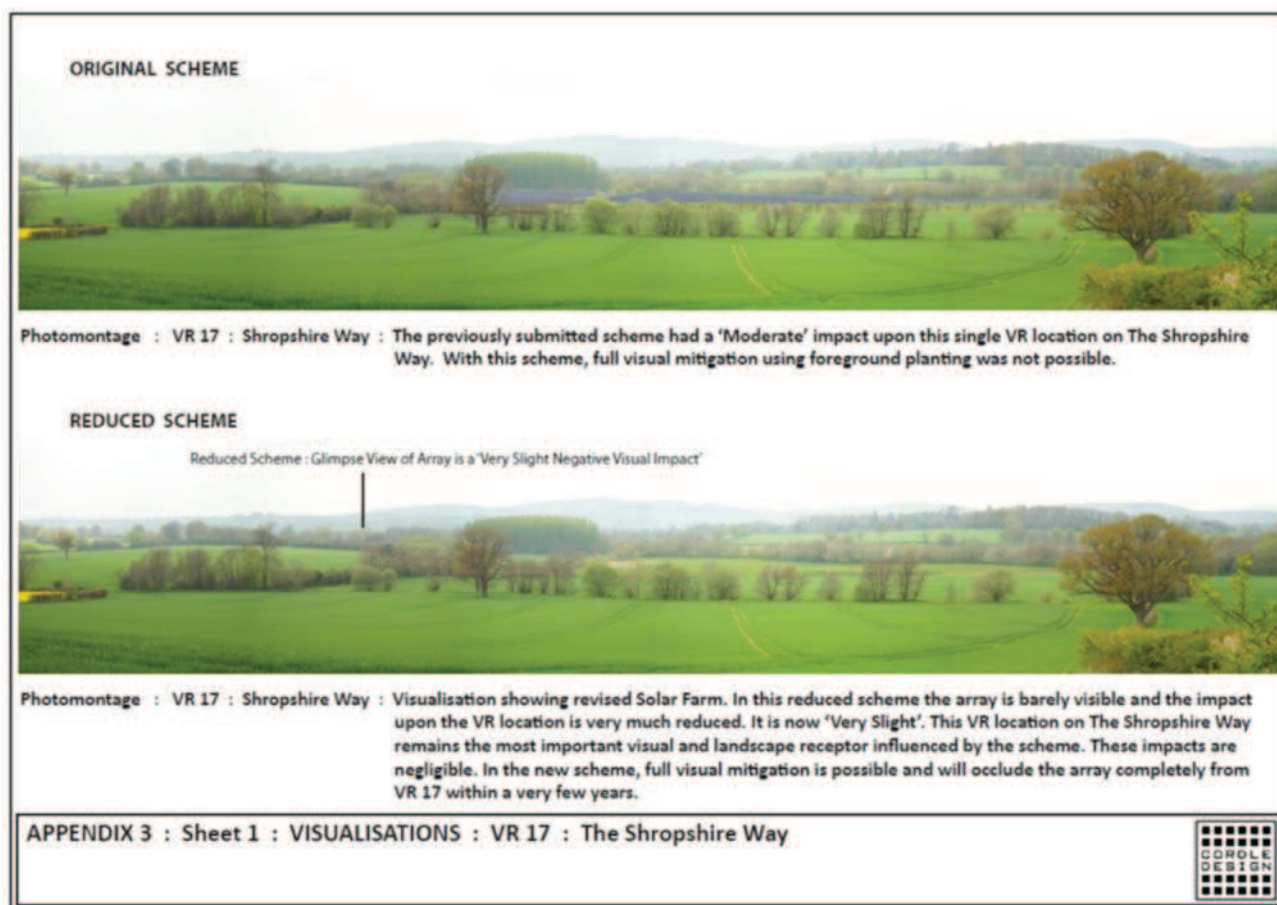 ORIGINAL SCHEME
Photomontage : VR 17 : Shropshire Way : The previously submitted scheme had a ‘Moderate’ impact upon this single VR location on The Shropshire
Way. With this scheme, full visual mitigation using foreground planting was not possible.
REDUCED SCHEME
Reduced Scheme : Glimpse View of Array is a ‘Very Slight Negative Visual Impact’
Photomontage : VR 17 : Shropshire Way : Visualisation showing revised Solar Farm. In this reduced scheme the array is barely visible and the impact
upon the VR location is very much reduced. It is now ‘Very Slight’. This VR location on The Shropshire Way
remains the most important visual and landscape receptor influenced by the scheme. These impacts are
negligible. In the new scheme, full visual mitigation is possible and will occlude the array completely from
VR 17 within a very few years.
APPENDIX 3 : Sheet 1 : VISUALISATIONS : VR 17 : The Shropshire Way
CORDLE
DESIGN